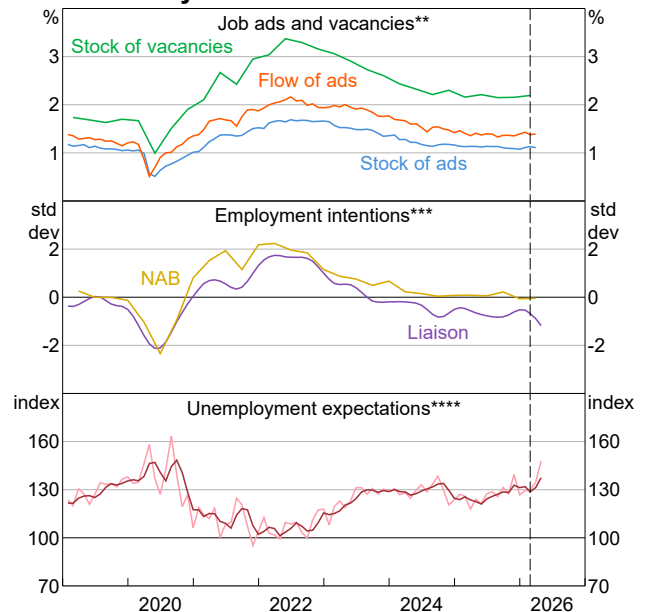 % Job ads and vacancies** %
Stock of vacancies
3 3
Flow of ads
2 2
1 1
Stock of ads
std dev Employment intentions*** std dev
2 2
NAB
0 0
Liaison
-2 -2
index Unemployment expectations**** index
160 160
130 130
100 100
70 70
2020 2022 2024 2026